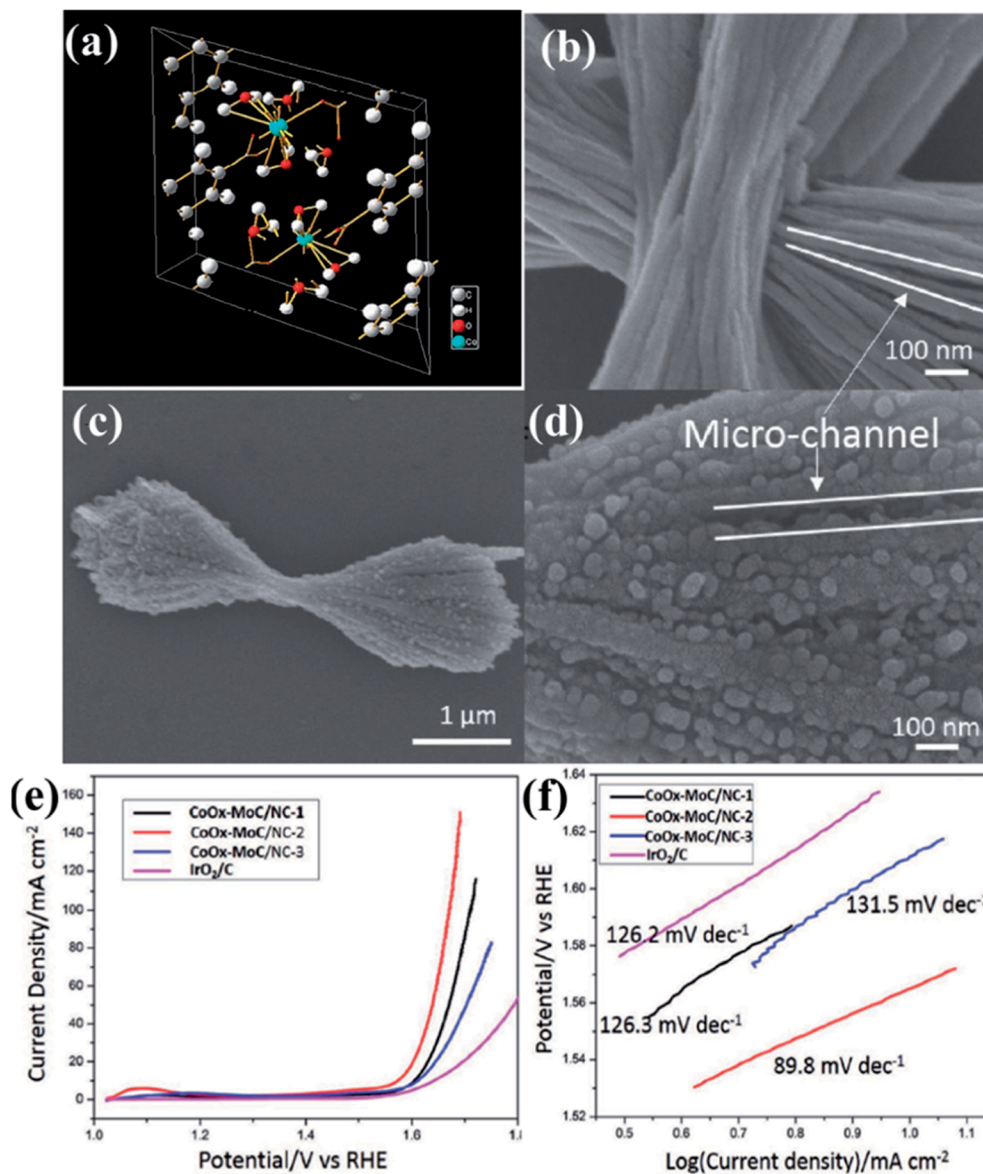 (a)
C
H
O
Co
(b)
100 nm
(c)
1 μm
(d)
Micro-channel
100 nm
(e)
CoOx-MoC/NC-1
CoOx-MoC/NC-2
CoOx-MoC/NC-3
IrO₂/C
160
140
120
100
80
60
40
20
0
Current Density/mA cm⁻²
1.0
1.2
1.4
1.6
Potential/V vs RHE
(f)
CoOx-MoC/NC-1
CoOx-MoC/NC-2
CoOx-MoC/NC-3
IrO₂/C
1.64
1.62
1.60
1.58
1.56
1.54
1.52
Potential/V vs RHE
126.2 mV dec⁻¹
131.5 mV dec⁻¹
126.3 mV dec⁻¹
89.8 mV dec⁻¹
0.5
0.6
0.7
0.8
0.9
1.0
1.1
Log(Current density)/mA cm⁻²